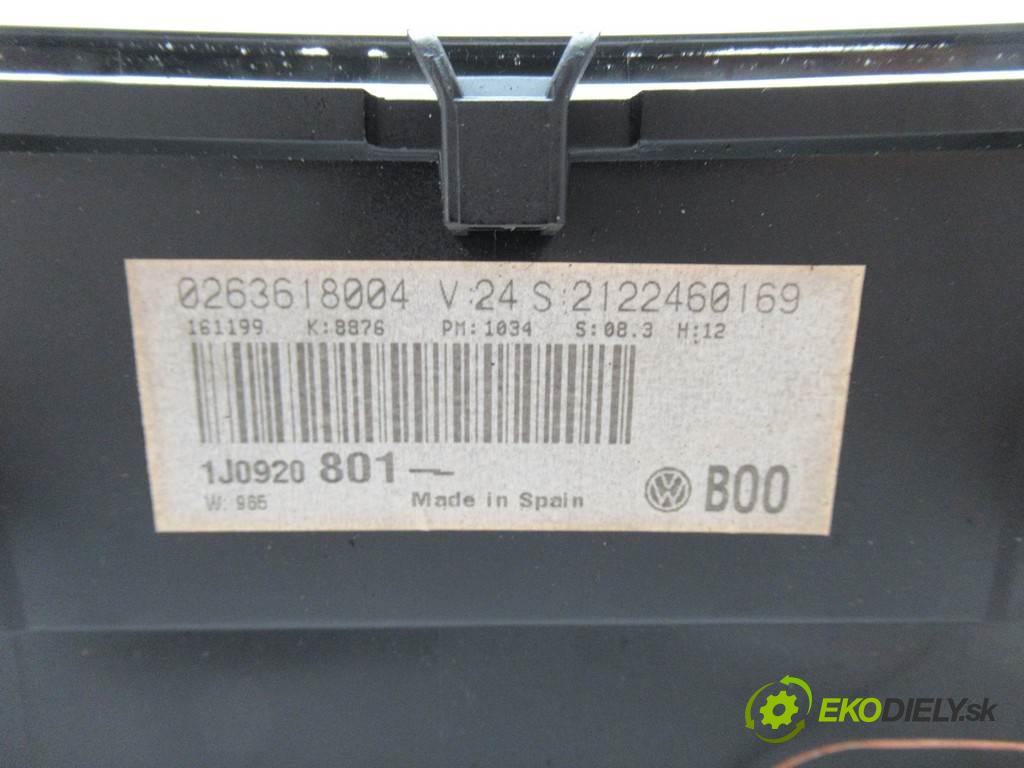 0263618004 V:24 S:2122460169
161199 K:8876 PM:1034 S:08.3 H:12
1J0920 801 -
W: 965 Made in Spain B00
EKODIELY.sk